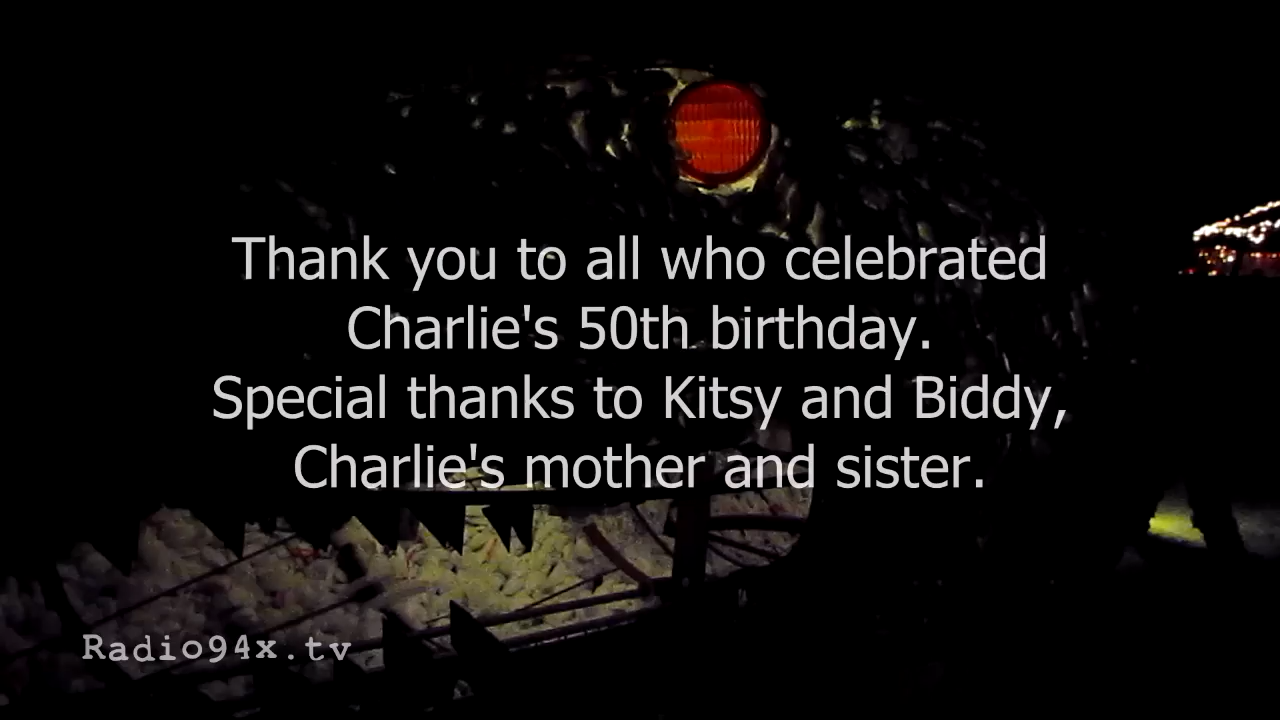 Thank you to all who celebrated
Charlie's 50th birthday.
Special thanks to Kitsy and Biddy,
Charlie's mother and sister.
Radio94x.tv